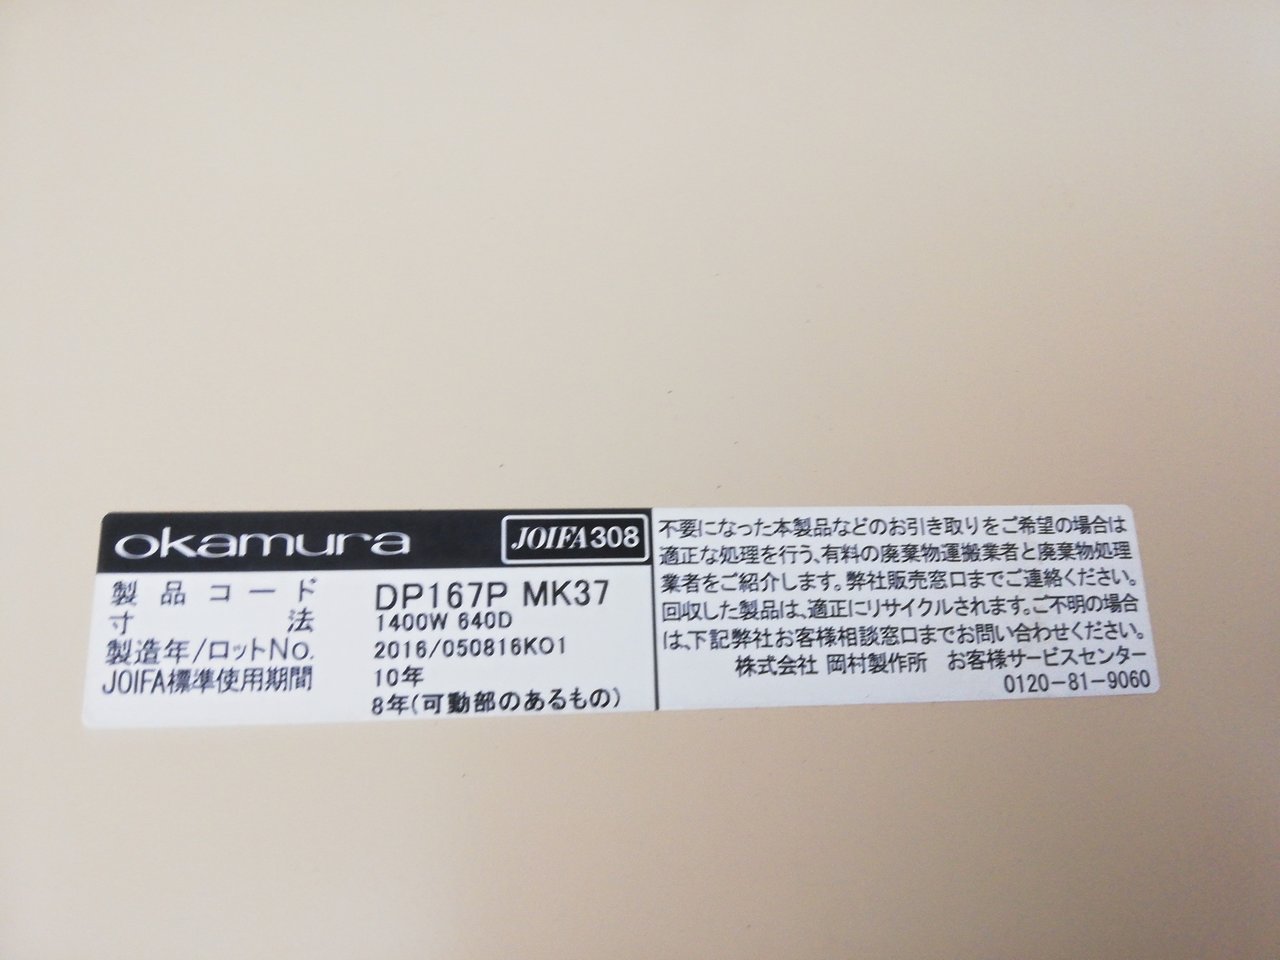 okamura JOIFA308
製品コード DP167P MK37
寸法 1400W 640D
製造年/ロットNo. 2016/050816K01
JOIFA標準使用期間 10年
8年(可動部のあるもの)
不要になった本製品などのお引き取りをご希望の場合は
適正な処理を行う、有料の廃棄物運搬業者と廃棄物処理
業者をご紹介します。弊社販売窓口までご連絡ください。
回収した製品は、適正にリサイクルされます。ご不明の場合
は、下記弊社お客様相談窓口までお問い合わせください。
株式会社 岡村製作所 お客様サービスセンター
0120-81-9060